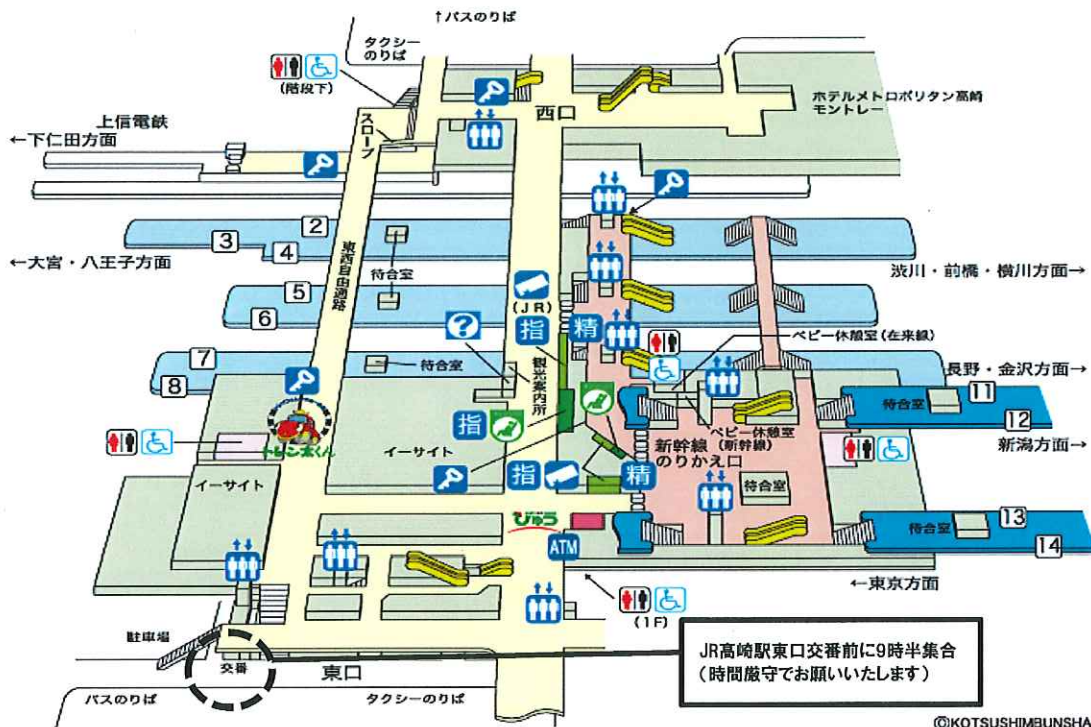 ↑バスのりば
タクシー
のりば
(階段下)
ホテルメトロポリタン高崎
モントレー
西口
上信電鉄
←下仁田方面
スロープ
2
3
4
←大宮・八王子方面
待合室
東西自由通路
渋川・前橋・横川方面→
5
6
(JR)
指
精
ベビー休憩室(在来線)
7
8
待合室
観光案内所
長野・金沢方面→
11
待合室
12
トレン太くん
指
ベビー休憩室
(新幹線)
新幹線
のりかえ口
新潟方面→
イーサイト
イーサイト
指
精
待合室
びゅう
ATM
13
待合室
14
←東京方面
(1F)
駐車場
交番
東口
バスのりば
タクシーのりば
JR高崎駅東口交番前に9時半集合
(時間厳守でお願いいたします)
©KOTSUSHIMBUNSHA